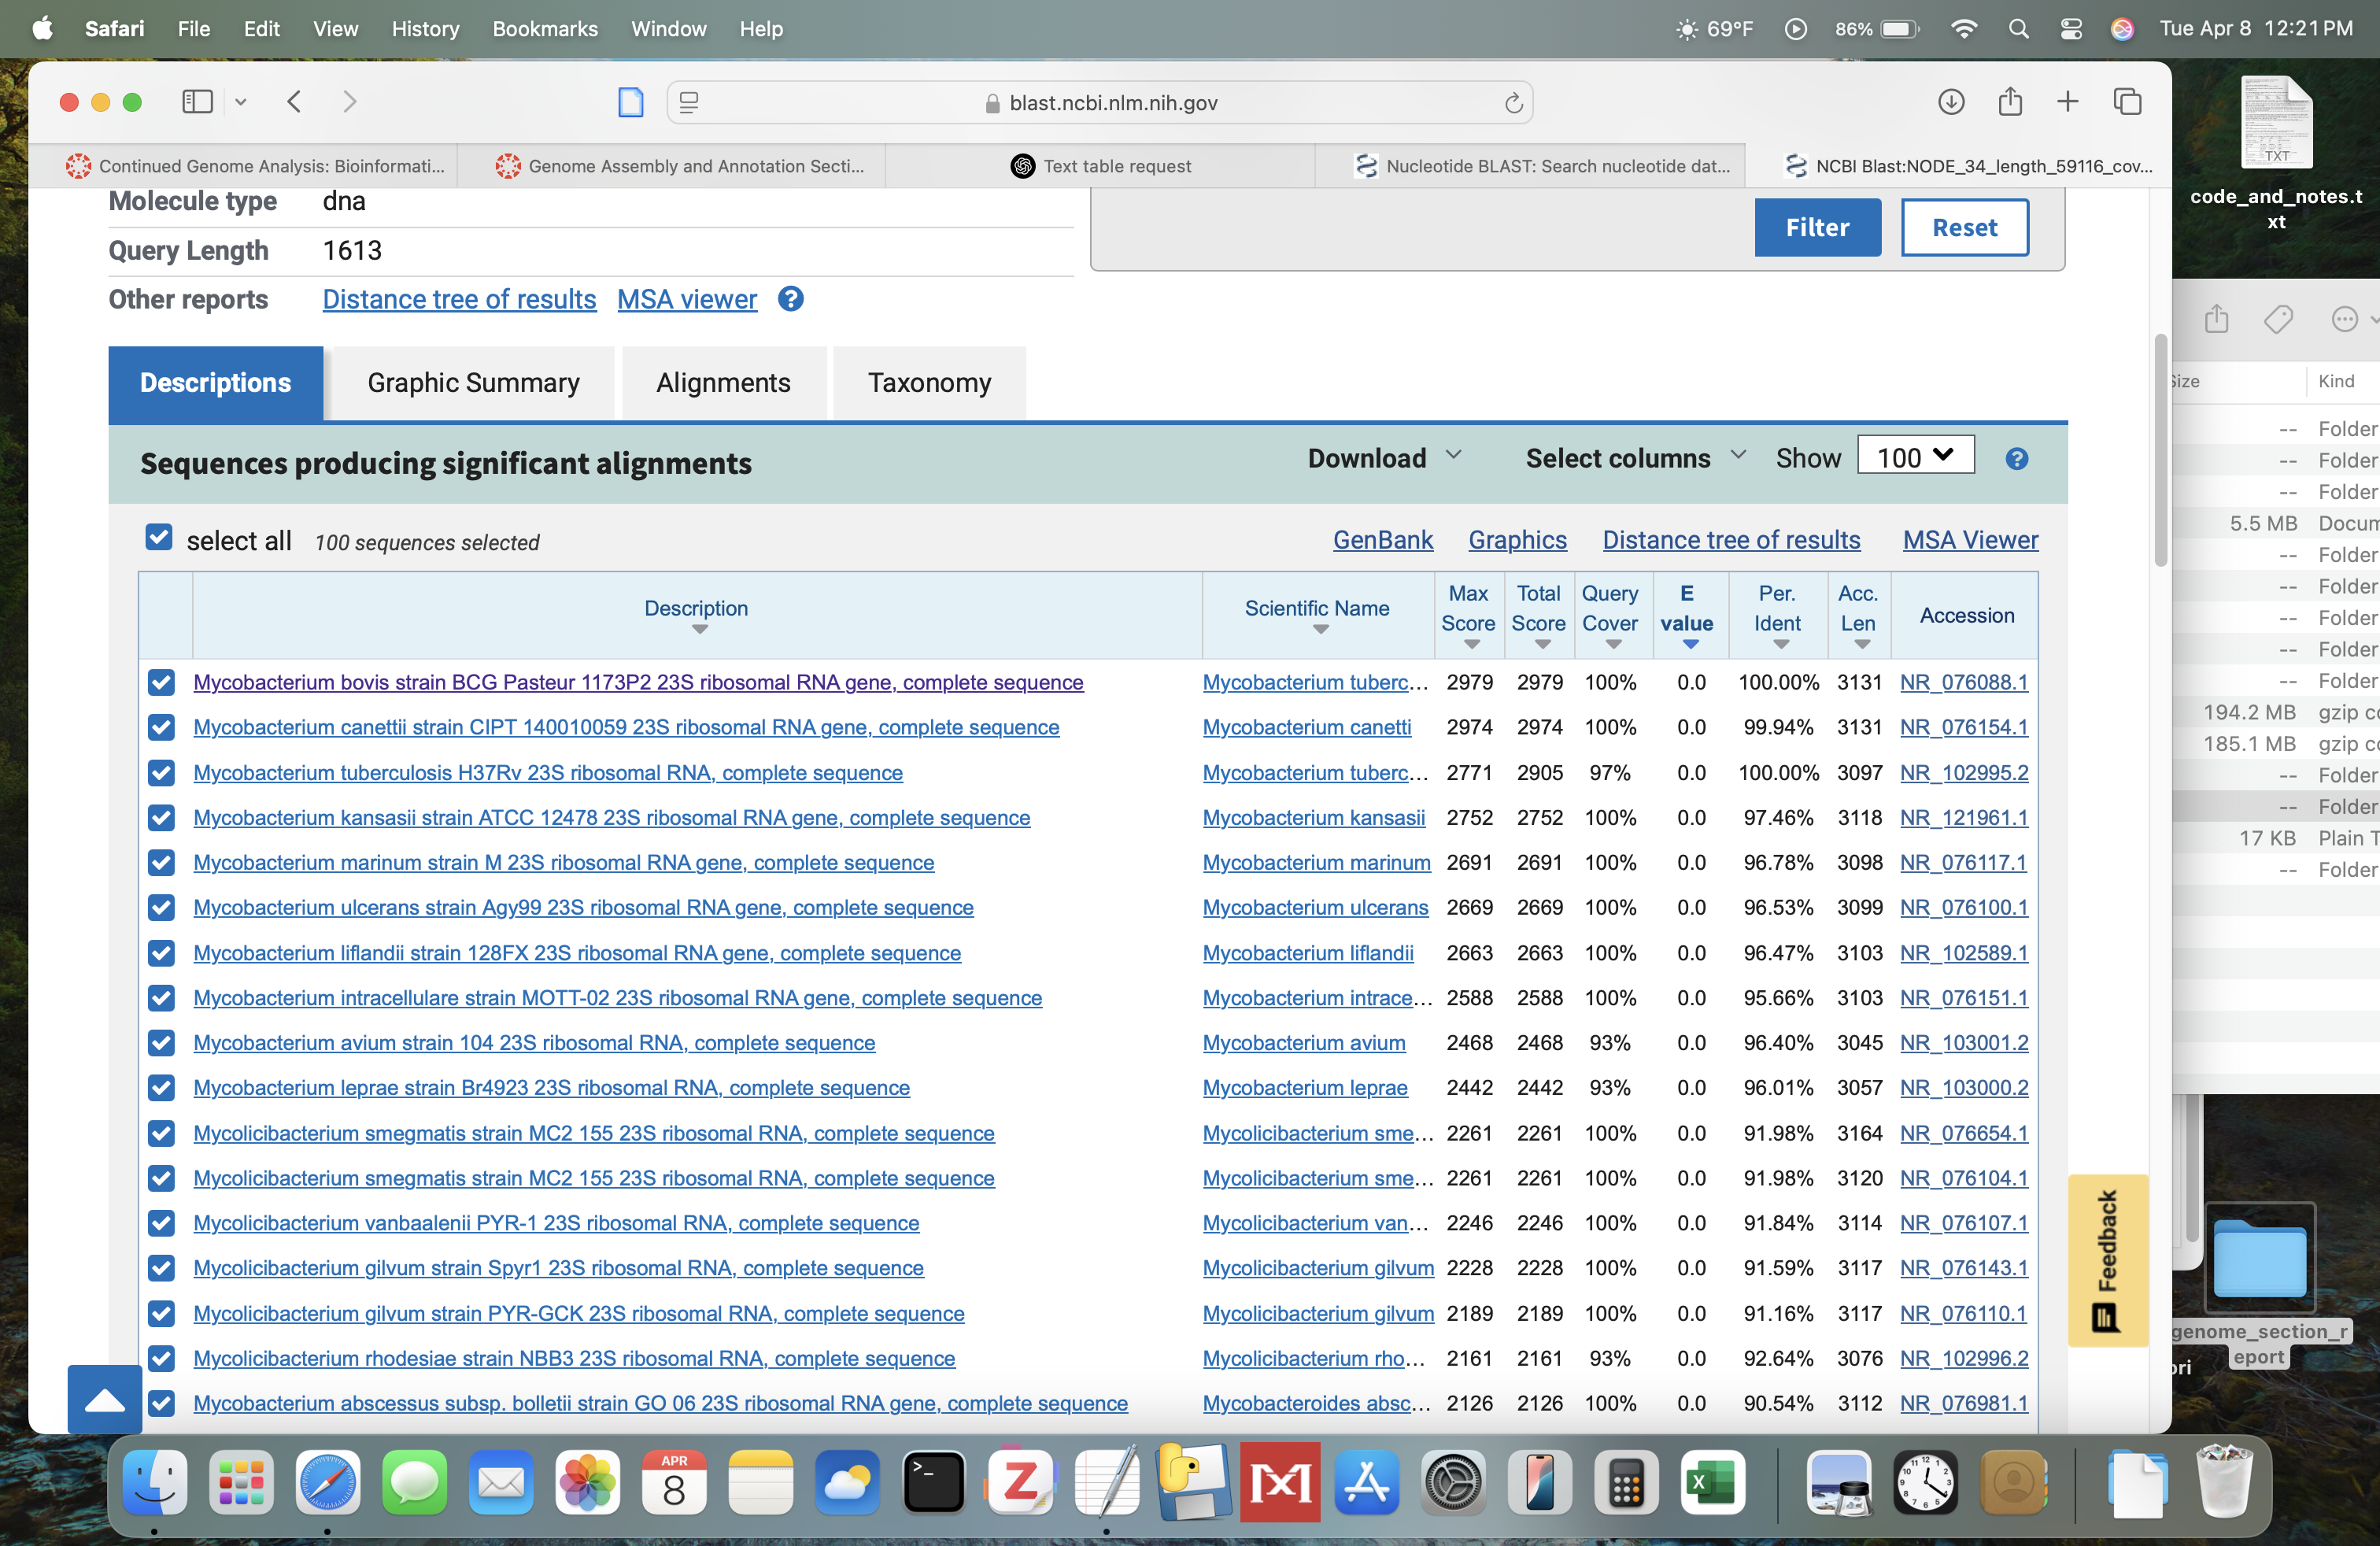 Safari File Edit View History Bookmarks Window Help 69°F 86% Tue Apr 8 12:21 PM
blast.ncbi.nlm.nih.gov
Continued Genome Analysis: Bioinformati... Genome Assembly and Annotation Secti... Text table request Nucleotide BLAST: Search nucleotide dat... NCBI Blast:NODE_34_length_59116_cov...
Molecule type dna
Query Length 1613
Other reports Distance tree of results MSA viewer ?
Filter Reset
Descriptions Graphic Summary Alignments Taxonomy
Sequences producing significant alignments Download Select columns Show 100 ?
select all 100 sequences selected GenBank Graphics Distance tree of results MSA Viewer
Description Scientific Name Max Score Total Score Query Cover E value Per. Ident Acc. Len Accession
Mycobacterium bovis strain BCG Pasteur 1173P2 23S ribosomal RNA gene, complete sequence Mycobacterium tuberc... 2979 2979 100% 0.0 100.00% 3131 NR_076088.1
Mycobacterium canettii strain CIPT 140010059 23S ribosomal RNA gene, complete sequence Mycobacterium canetti 2974 2974 100% 0.0 99.94% 3131 NR_076154.1
Mycobacterium tuberculosis H37Rv 23S ribosomal RNA, complete sequence Mycobacterium tuberc... 2771 2905 97% 0.0 100.00% 3097 NR_102995.2
Mycobacterium kansasii strain ATCC 12478 23S ribosomal RNA gene, complete sequence Mycobacterium kansasii 2752 2752 100% 0.0 97.46% 3118 NR_121961.1
Mycobacterium marinum strain M 23S ribosomal RNA gene, complete sequence Mycobacterium marinum 2691 2691 100% 0.0 96.78% 3098 NR_076117.1
Mycobacterium ulcerans strain Agy99 23S ribosomal RNA gene, complete sequence Mycobacterium ulcerans 2669 2669 100% 0.0 96.53% 3099 NR_076100.1
Mycobacterium liflandii strain 128FX 23S ribosomal RNA gene, complete sequence Mycobacterium liflandii 2663 2663 100% 0.0 96.47% 3103 NR_102589.1
Mycobacterium intracellulare strain MOTT-02 23S ribosomal RNA gene, complete sequence Mycobacterium intrace... 2588 2588 100% 0.0 95.66% 3103 NR_076151.1
Mycobacterium avium strain 104 23S ribosomal RNA, complete sequence Mycobacterium avium 2468 2468 93% 0.0 96.40% 3045 NR_103001.2
Mycobacterium leprae strain Br4923 23S ribosomal RNA, complete sequence Mycobacterium leprae 2442 2442 93% 0.0 96.01% 3057 NR_103000.2
Mycolicibacterium smegmatis strain MC2 155 23S ribosomal RNA, complete sequence Mycolicibacterium sme... 2261 2261 100% 0.0 91.98% 3164 NR_076654.1
Mycolicibacterium smegmatis strain MC2 155 23S ribosomal RNA, complete sequence Mycolicibacterium sme... 2261 2261 100% 0.0 91.98% 3120 NR_076104.1
Mycolicibacterium vanbaalenii PYR-1 23S ribosomal RNA, complete sequence Mycolicibacterium van... 2246 2246 100% 0.0 91.84% 3114 NR_076107.1
Mycolicibacterium gilvum strain Spyr1 23S ribosomal RNA, complete sequence Mycolicibacterium gilvum 2228 2228 100% 0.0 91.59% 3117 NR_076143.1
Mycolicibacterium gilvum strain PYR-GCK 23S ribosomal RNA, complete sequence Mycolicibacterium gilvum 2189 2189 100% 0.0 91.16% 3117 NR_076110.1
Mycolicibacterium rhodesiae strain NBB3 23S ribosomal RNA, complete sequence Mycolicibacterium rho... 2161 2161 93% 0.0 92.64% 3076 NR_102996.2
Mycobacterium abscessus subsp. bolletii strain GO 06 23S ribosomal RNA gene, complete sequence Mycobacteroides absc... 2126 2126 100% 0.0 90.54% 3112 NR_076981.1
Feedback
TXT
code_and_notes.t
xt
Size Kind
-- Folder
-- Folder
-- Folder
5.5 MB Docum
-- Folder
-- Folder
-- Folder
-- Folder
-- Folder
194.2 MB gzip co
185.1 MB gzip co
-- Folder
-- Folder
17 KB Plain T
-- Folder
genome_section_r
eport
ori
APR
8